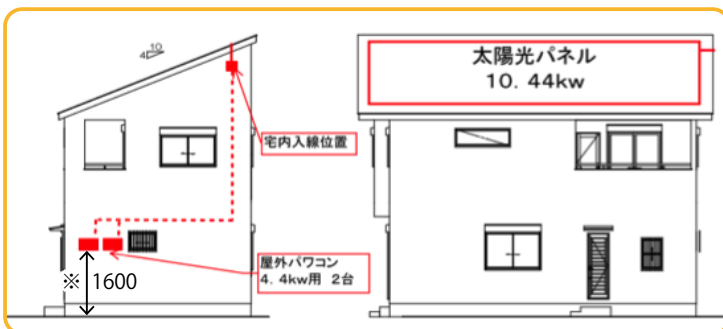 4
10
宅内入線位置
屋外パワコン
4. 4kw用 2台
※ 1600
太陽光パネル
10. 44kw